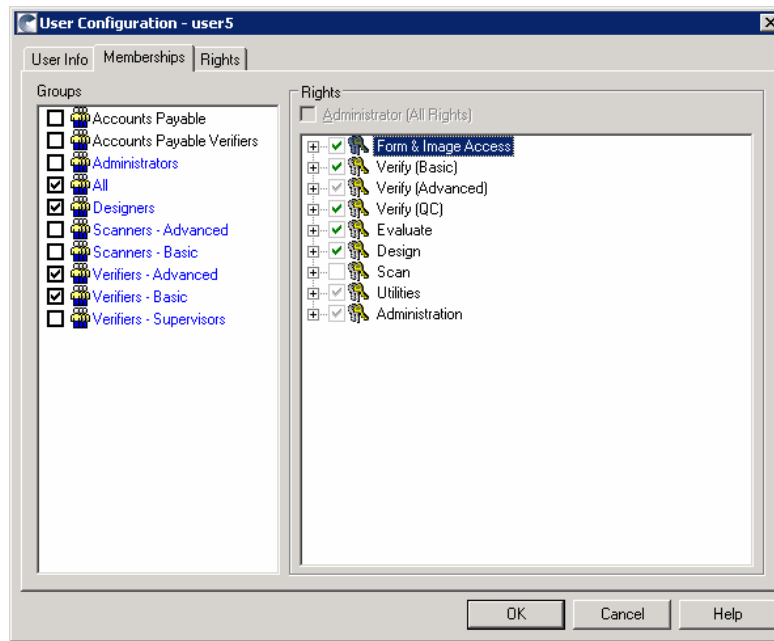 User Configuration - user5
User Info Memberships Rights
Groups
Accounts Payable
Accounts Payable Verifiers
Administrators
All
Designers
Scanners - Advanced
Scanners - Basic
Verifiers - Advanced
Verifiers - Basic
Verifiers - Supervisors
Rights
Administrator (All Rights)
Form & Image Access
Verify (Basic)
Verify (Advanced)
Verify (QC)
Evaluate
Design
Scan
Utilities
Administration
OK Cancel Help